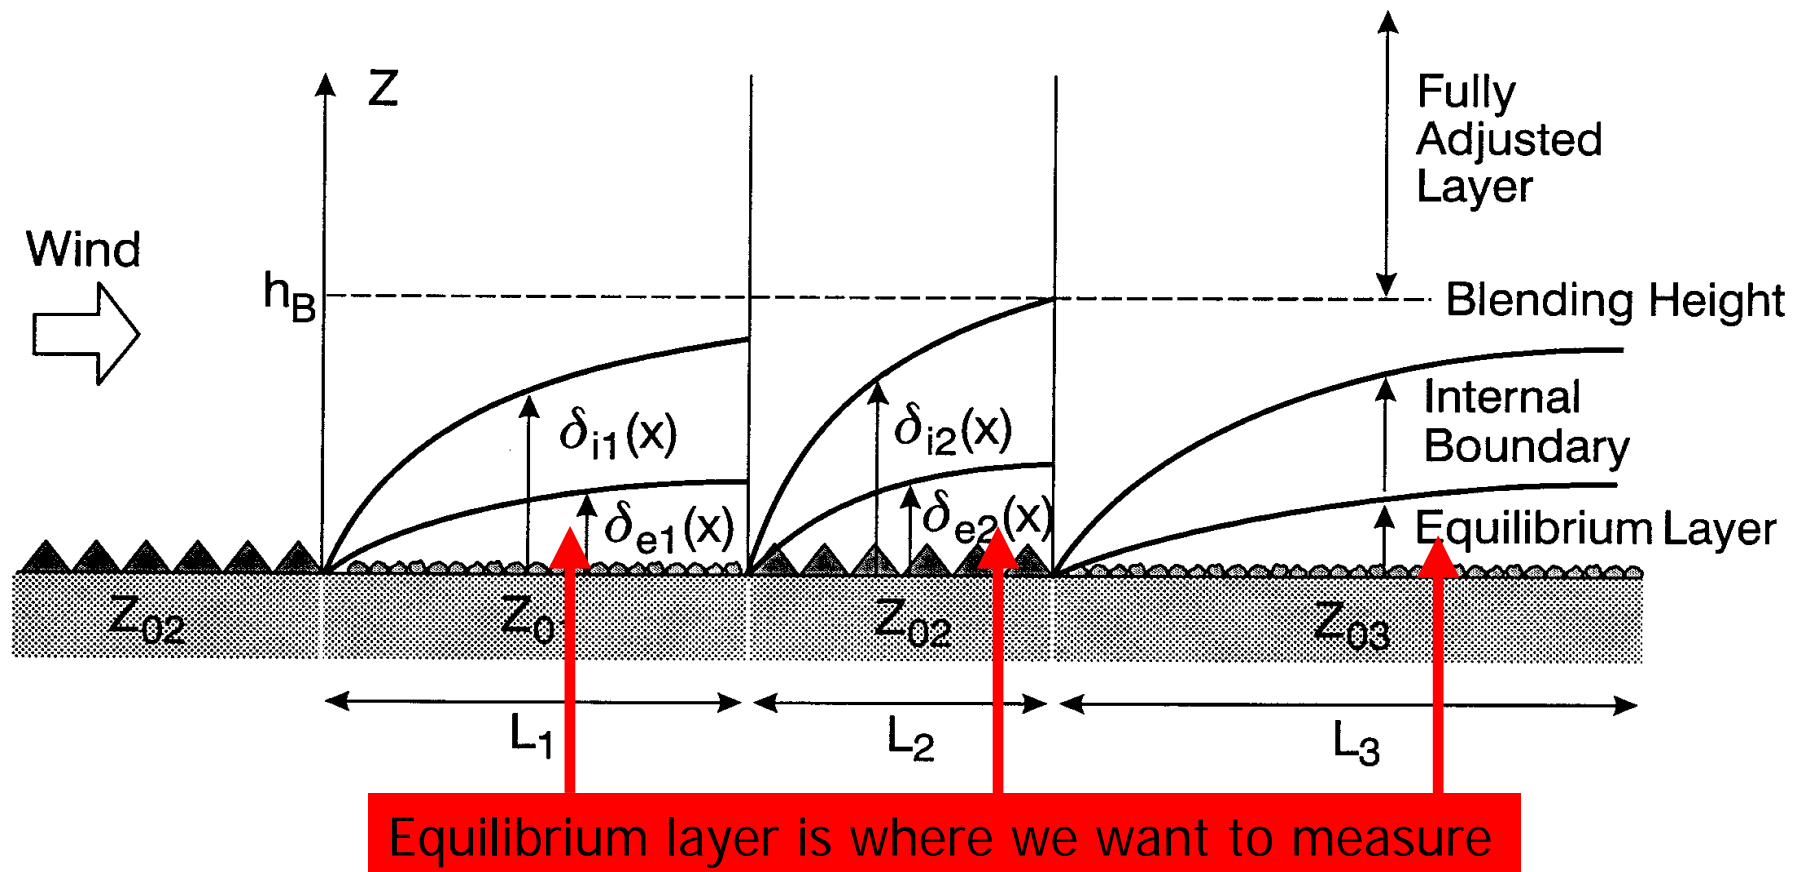 Z
Fully
Adjusted
Layer
Wind
hB
Blending Height
δi1(x)
δi2(x)
Internal
Boundary
δe1(x)
δe2(x)
Equilibrium Layer
Z02
Z01
Z02
Z03
L1
L2
L3
Equilibrium layer is where we want to measure